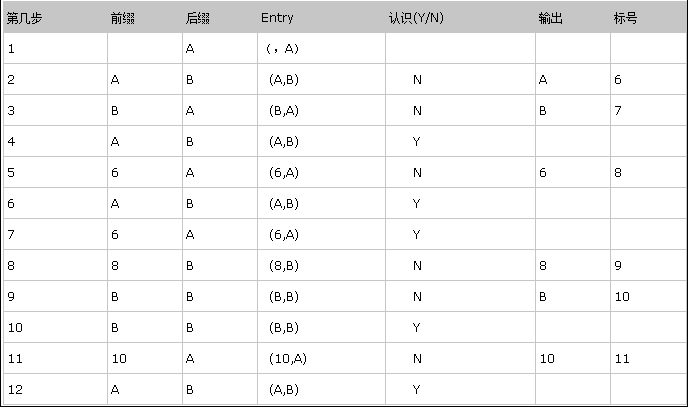 第几步 前缀 后缀 Entry 认识(Y/N) 输出 标号
1 A (，A)
2 A B (A,B) N A 6
3 B A (B,A) N B 7
4 A B (A,B) Y
5 6 A (6,A) N 6 8
6 A B (A,B) Y
7 6 A (6,A) Y
8 8 B (8,B) N 8 9
9 B B (B,B) N B 10
10 B B (B,B) Y
11 10 A (10,A) N 10 11
12 A B (A,B) Y